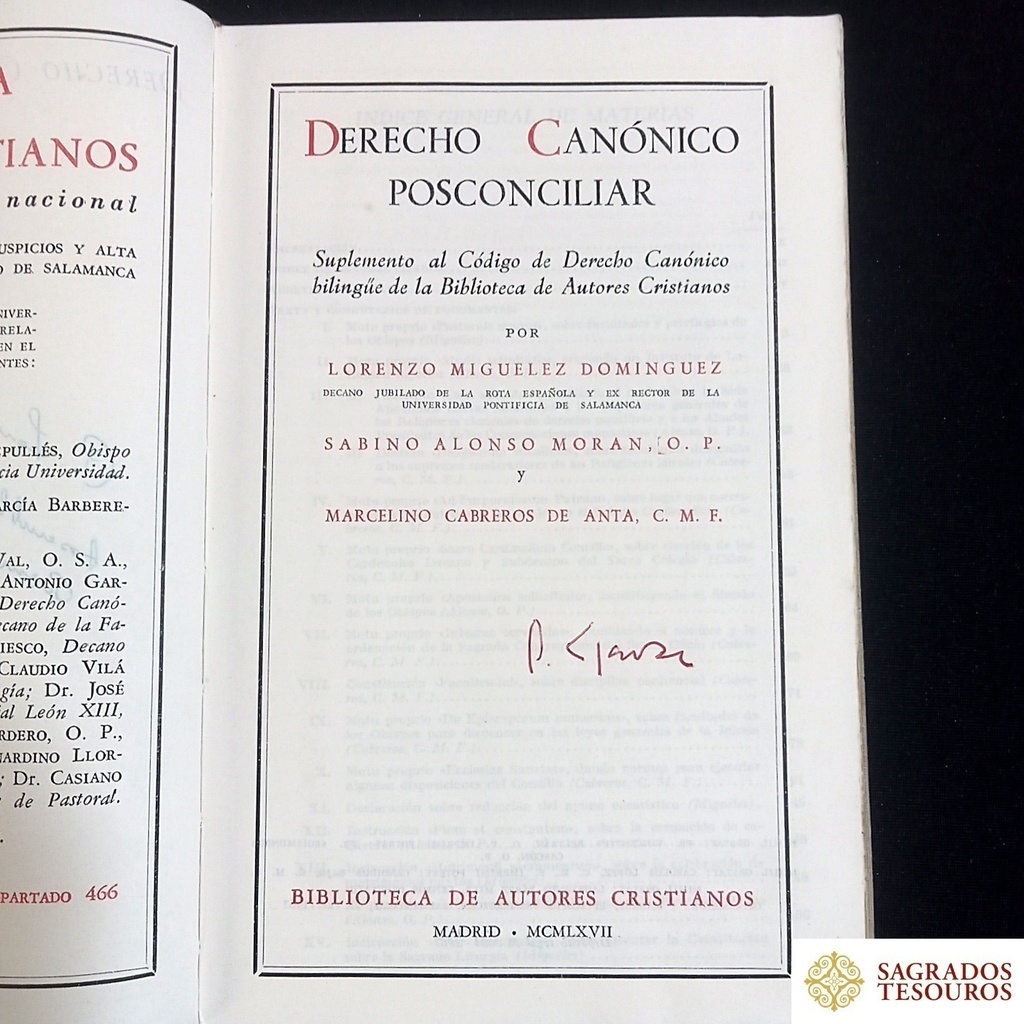 A
TIANOS
nacional
USPICIOS Y ALTA
O DE SALAMANCA
NIVER-
RELA-
EN EL
NTES:
PULLÉS, Obispo
cia Universidad.
ARCÍA BARBERE-
VAL, O. S. A.,
ANTONIO GAR-
Derecho Canó-
ecano de la Fa-
IESCO, Decano
CLAUDIO VILÁ
gía; Dr. JOSÉ
ial León XIII,
RDERO, O. P.,
NARDINO LLOR-
; Dr. CASIANO
de Pastoral.
PARTADO 466
DERECHO CANÓNICO
POSCONCILIAR
Suplemento al Código de Derecho Canónico
bilingüe de la Biblioteca de Autores Cristianos
POR
LORENZO MIGUELEZ DOMINGUEZ
DECANO JUBILADO DE LA ROTA ESPAÑOLA Y EX RECTOR DE LA
UNIVERSIDAD PONTIFICIA DE SALAMANCA
SABINO ALONSO MORAN, O. P.
y
MARCELINO CABREROS DE ANTA, C. M. F.
BIBLIOTECA DE AUTORES CRISTIANOS
MADRID · MCMLXVII
SAGRADOS
TESOUROS